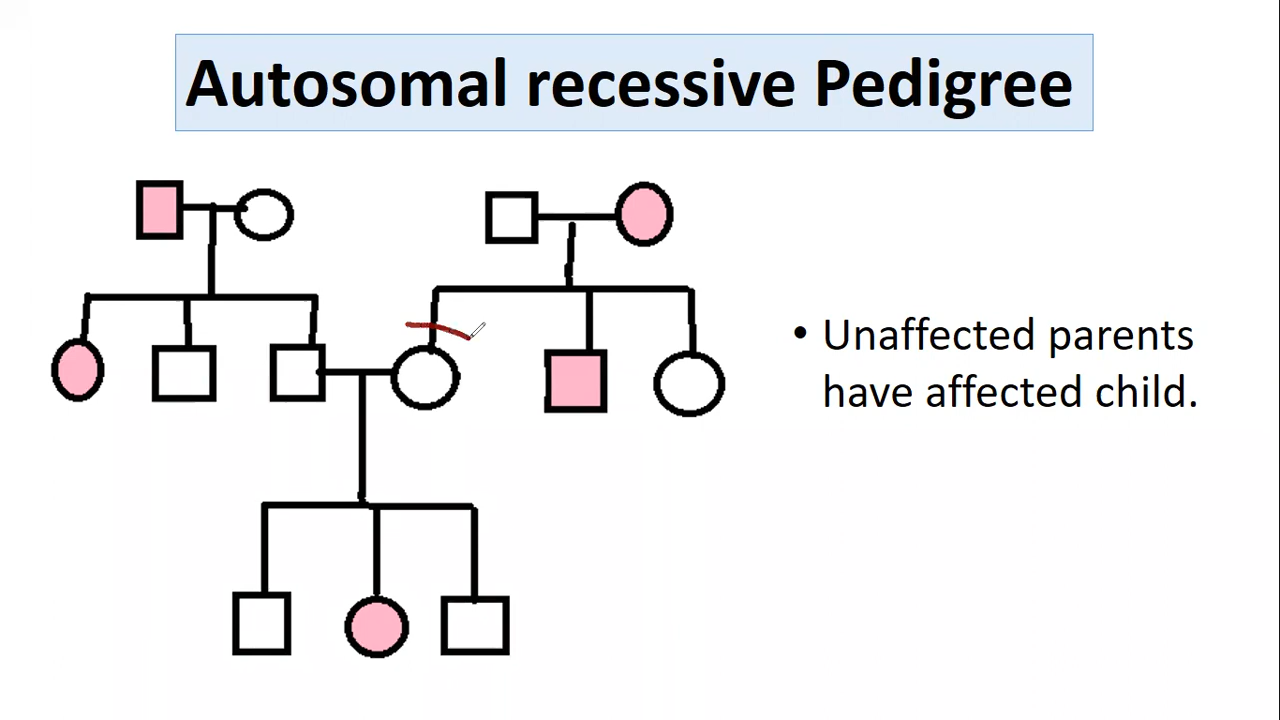 Autosomal recessive Pedigree
• Unaffected parents
have affected child.